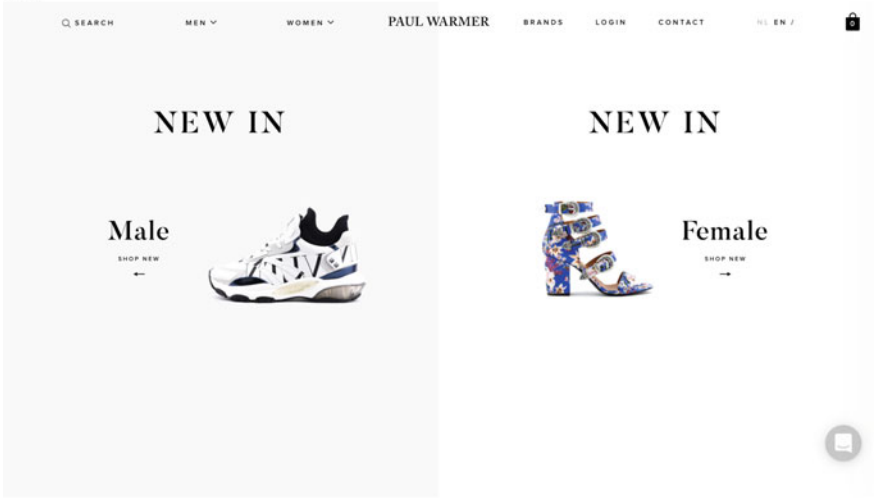 SEARCH MEN WOMEN PAUL WARMER BRANDS LOGIN CONTACT NL EN / 0
NEW IN NEW IN
Male
SHOP NEW
Female
SHOP NEW